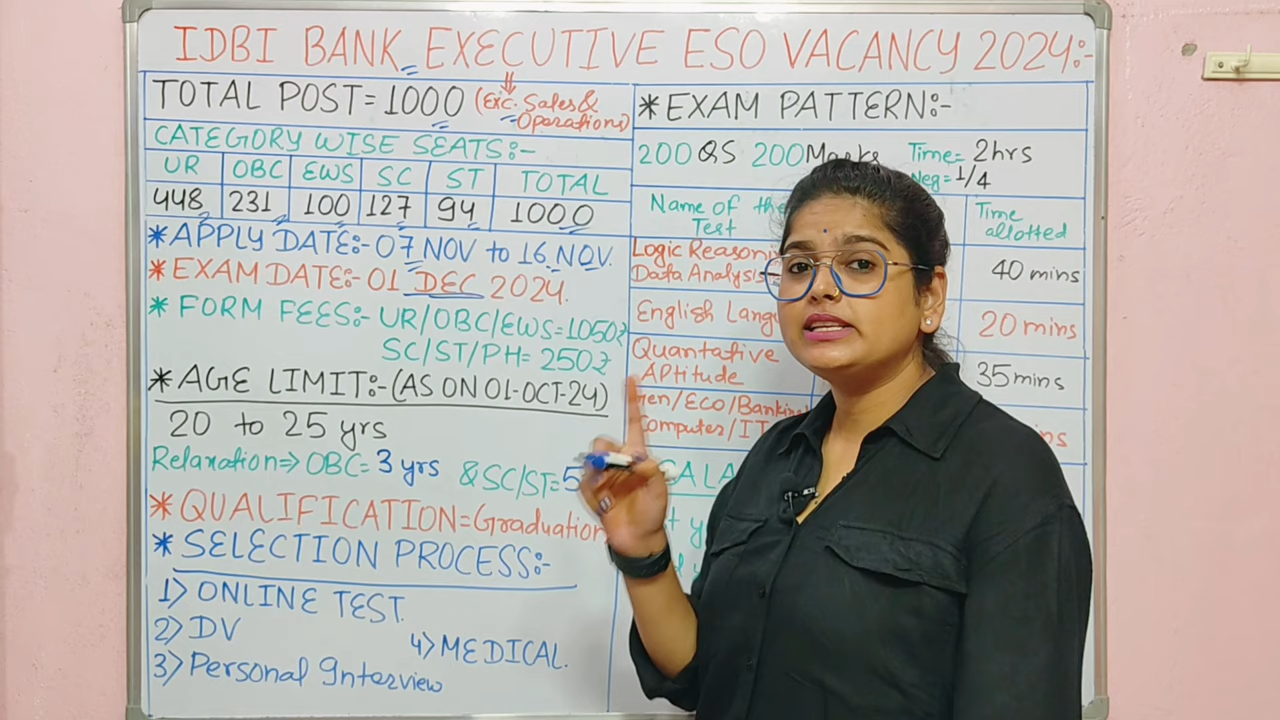 IDBI BANK EXECUTIVE ESO VACANCY 2024:-
TOTAL POST=1000 (Exc. Sales &
Operations)
CATEGORY WISE SEATS:-
UR OBC EWS SC ST TOTAL
448 231 100 127 94 1000
*APPLY DATE:-07 NOV to 16 NOV.
*EXAM DATE:-01 DEC 2024.
*FORM FEES:-UR/OBC/EWS=1050₹
SC/ST/PH=250₹
*AGE LIMIT:-(AS ON 01-OCT-24)
20 to 25 yrs
Relaxation⇒OBC=3 yrs &SC/ST=5
*QUALIFICATION=Graduation
*SELECTION PROCESS:-
1) ONLINE TEST.
2) DV
3) Personal Interview
4) MEDICAL.
*EXAM PATTERN:-
200 QS 200 Marks Time= 2hrs
Neg=1/4
Name of the
Test
Time
allotted
Logic
Data Analysis
40 mins
English
20 mins
Quantative
APtitude
35 mins
/ECO/
Computer/IT